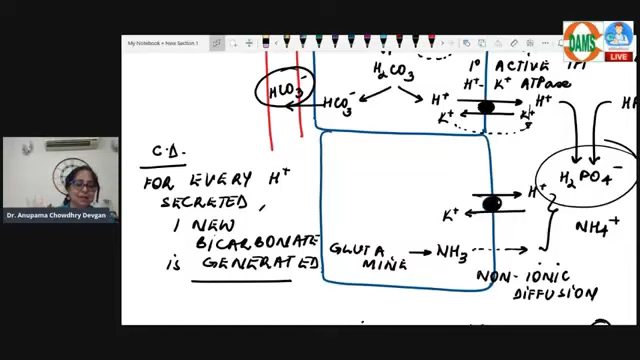 My Notebook » New Section 1
DAMS
LIVE
Dr. Anupama Chowdhry Devgan
H2CO3
1° ACTIVE
H+ K+ ATPase
HCO3-
HCO3-
H+
H+
K+
K+
H2PO4-
C.D.
FOR EVERY H+
SECRETED,
1 NEW
BICARBONATE
is GENERATED
H+
K+
NH4+
GLUTA
MINE
NH3
NON-IONIC
DIFFUSION